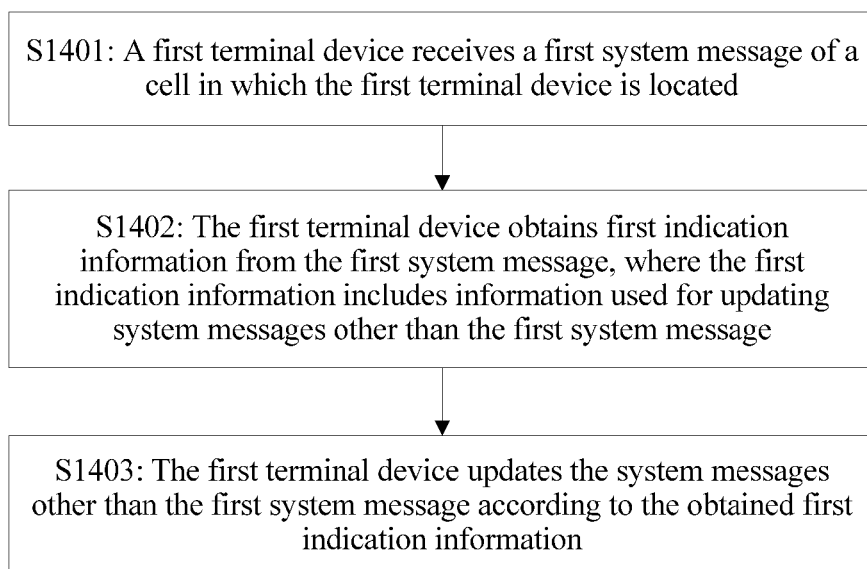 S1401: A first terminal device receives a first system message of a
cell in which the first terminal device is located
S1402: The first terminal device obtains first indication
information from the first system message, where the first
indication information includes information used for updating
system messages other than the first system message
S1403: The first terminal device updates the system messages
other than the first system message according to the obtained first
indication information